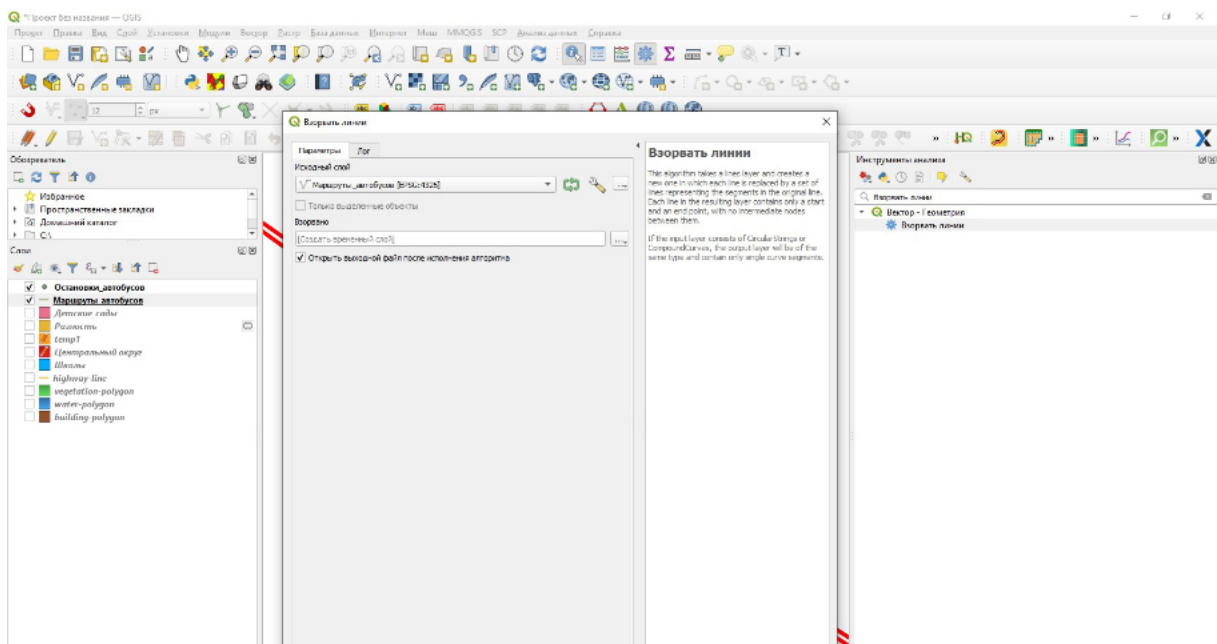 *Проект без названия — QGIS
Проект Правка Вид Слой Установки Модули Вектор Растр База данных Интернет Меш MMQGIS SCP Анализ данных Справка
12 px
Взорвать линии
Параметры Лог
Исходный слой
Маршруты_автобусов [EPSG:4326]
Только выделенные объекты
Взорвано
[Создать временный слой]
Открыть выходной файл после исполнения алгоритма
Взорвать линии
This algorithm takes a lines layer and creates a
new one in which each line is replaced by a set of
lines representing the segments in the original line.
Each line in the resulting layer contains only a start
and an end point, with no intermediate nodes
between them.
If the input layer consists of CircularStrings or
CompoundCurves, the output layer will be of the
same type and contain only single curve segments.
Обозреватель
Избранное
Пространственные закладки
Домашний каталог
C:\
Слои
Остановки_автобусов
Маршруты_автобусов
Детские сады
Разность
temp1
Центральный округ
Школы
highway-line
vegetation-polygon
water-polygon
building-polygon
HQ
Инструменты анализа
Взорвать линии
Вектор - Геометрия
Взорвать линии